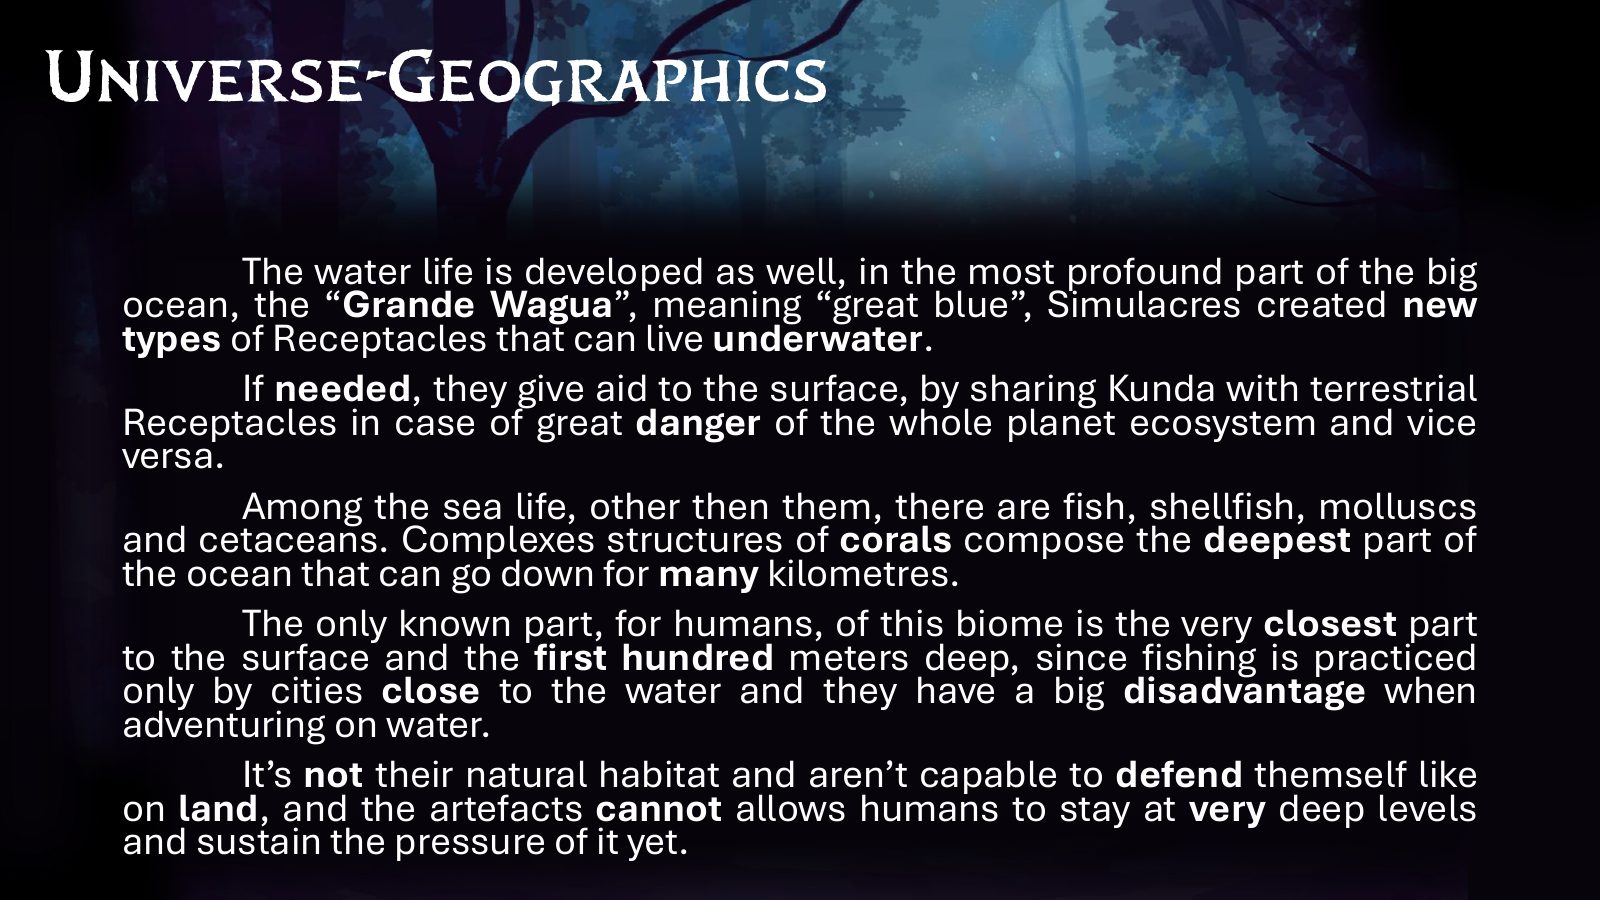 Universe-Geographics
The water life is developed as well, in the most profound part of the big
ocean, the “Grande Wagua”, meaning “great blue”, Simulacres created new
types of Receptacles that can live underwater.
If needed, they give aid to the surface, by sharing Kunda with terrestrial
Receptacles in case of great danger of the whole planet ecosystem and vice
versa.
Among the sea life, other then them, there are fish, shellfish, molluscs
and cetaceans. Complexes structures of corals compose the deepest part of
the ocean that can go down for many kilometres.
The only known part, for humans, of this biome is the very closest part
to the surface and the first hundred meters deep, since fishing is practiced
only by cities close to the water and they have a big disadvantage when
adventuring on water.
It’s not their natural habitat and aren’t capable to defend themself like
on land, and the artefacts cannot allows humans to stay at very deep levels
and sustain the pressure of it yet.